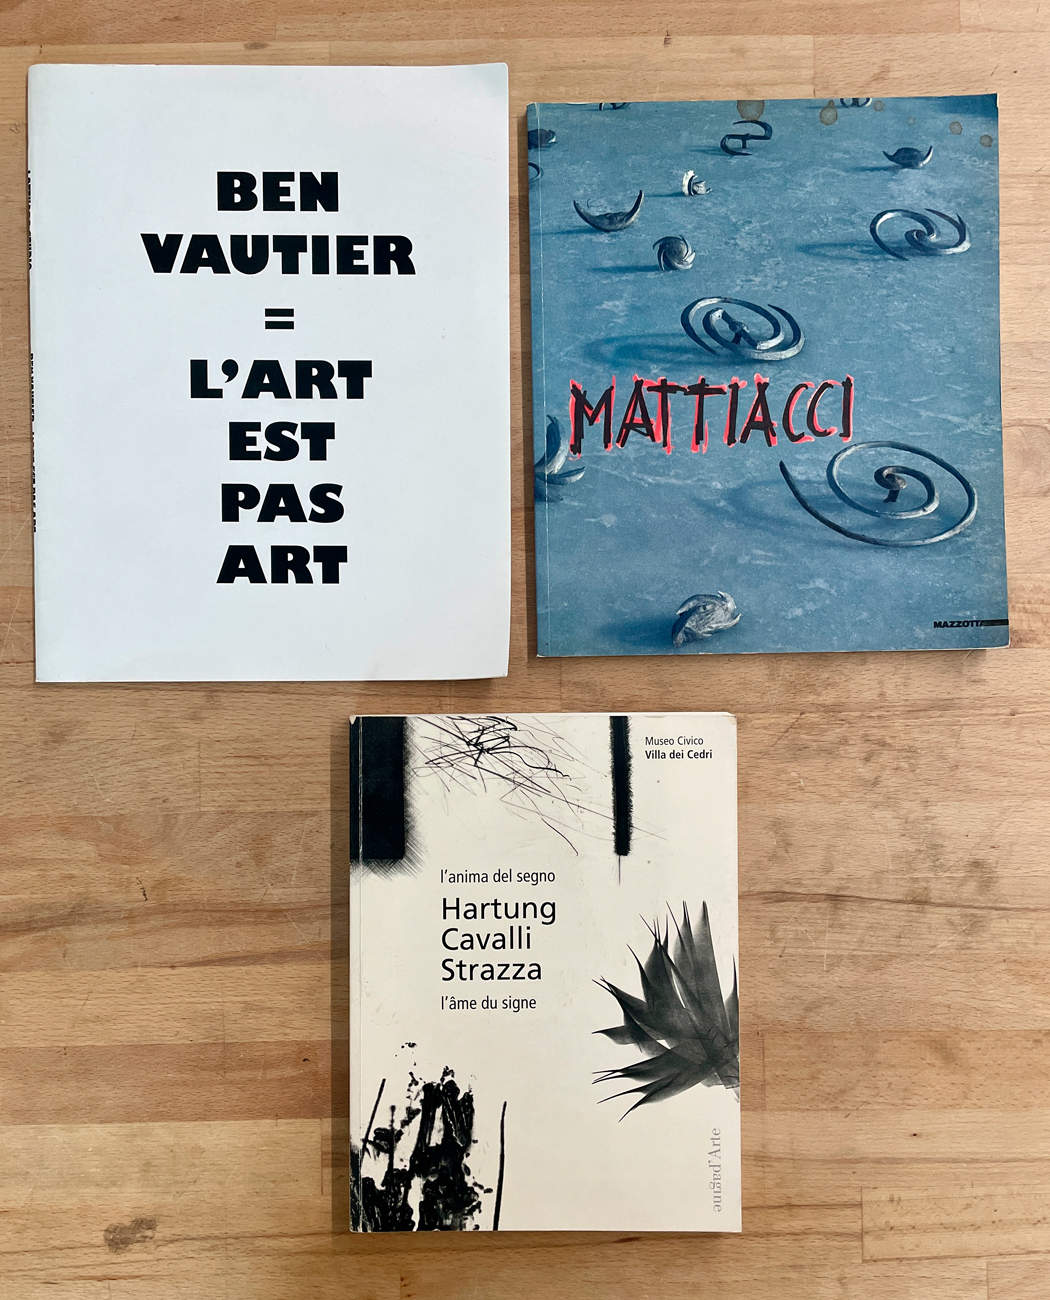 BEN
VAUTIER
=
L'ART
EST
PAS
ART
MATTIACCI
MAZZOTTA
Museo Civico
Villa dei Cedri
l'anima del segno
Hartung
Cavalli
Strazza
l'âme du signe
pagine d'Arte